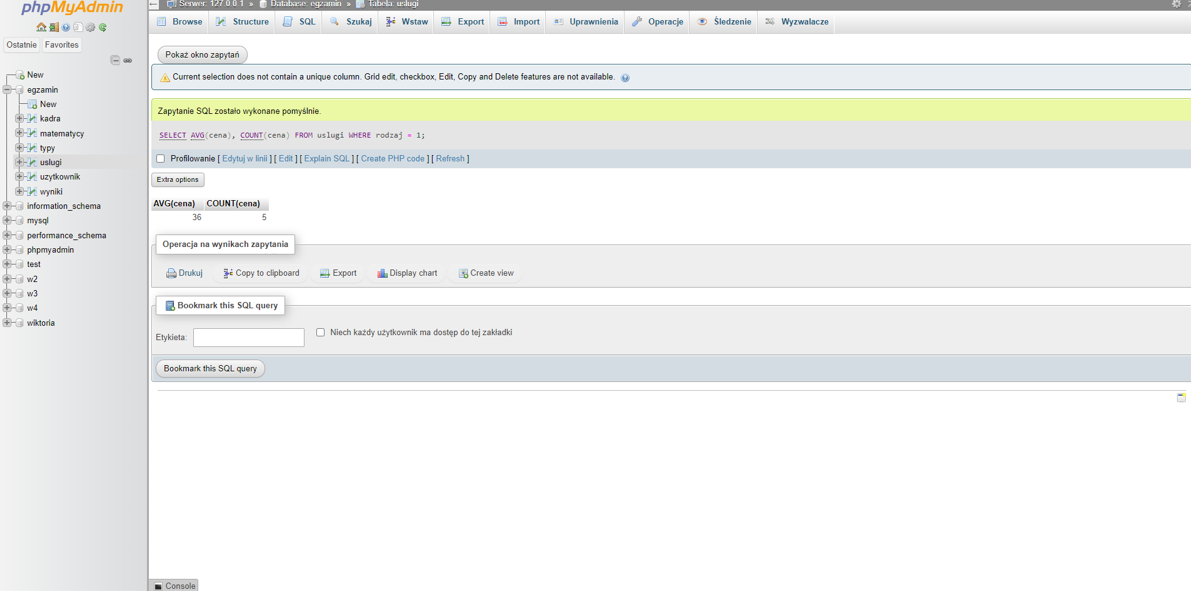 phpMyAdmin
Ostatnie Favorites
New
egzamin
New
kadra
matematycy
typy
uslugi
uzytkownik
wyniki
information_schema
mysql
performance_schema
phpmyadmin
test
w2
w3
w4
wiktoria
Serwer: 127.0.0.1 » Database: egzamin » Tabela: uslugi
Browse Structure SQL Szukaj Wstaw Export Import Uprawnienia Operacje Śledzenie Wyzwalacze
Pokaż okno zapytań
Current selection does not contain a unique column. Grid edit, checkbox, Edit, Copy and Delete features are not available.
Zapytanie SQL zostało wykonane pomyślnie.
SELECT AVG(cena), COUNT(cena) FROM uslugi WHERE rodzaj = 1;
Profilowanie [ Edytuj w linii ] [ Edit ] [ Explain SQL ] [ Create PHP code ] [ Refresh ]
Extra options
AVG(cena) COUNT(cena)
36 5
Operacja na wynikach zapytania
Drukuj Copy to clipboard Export Display chart Create view
Bookmark this SQL query
Etykieta: Niech każdy użytkownik ma dostęp do tej zakładki
Bookmark this SQL query
Console